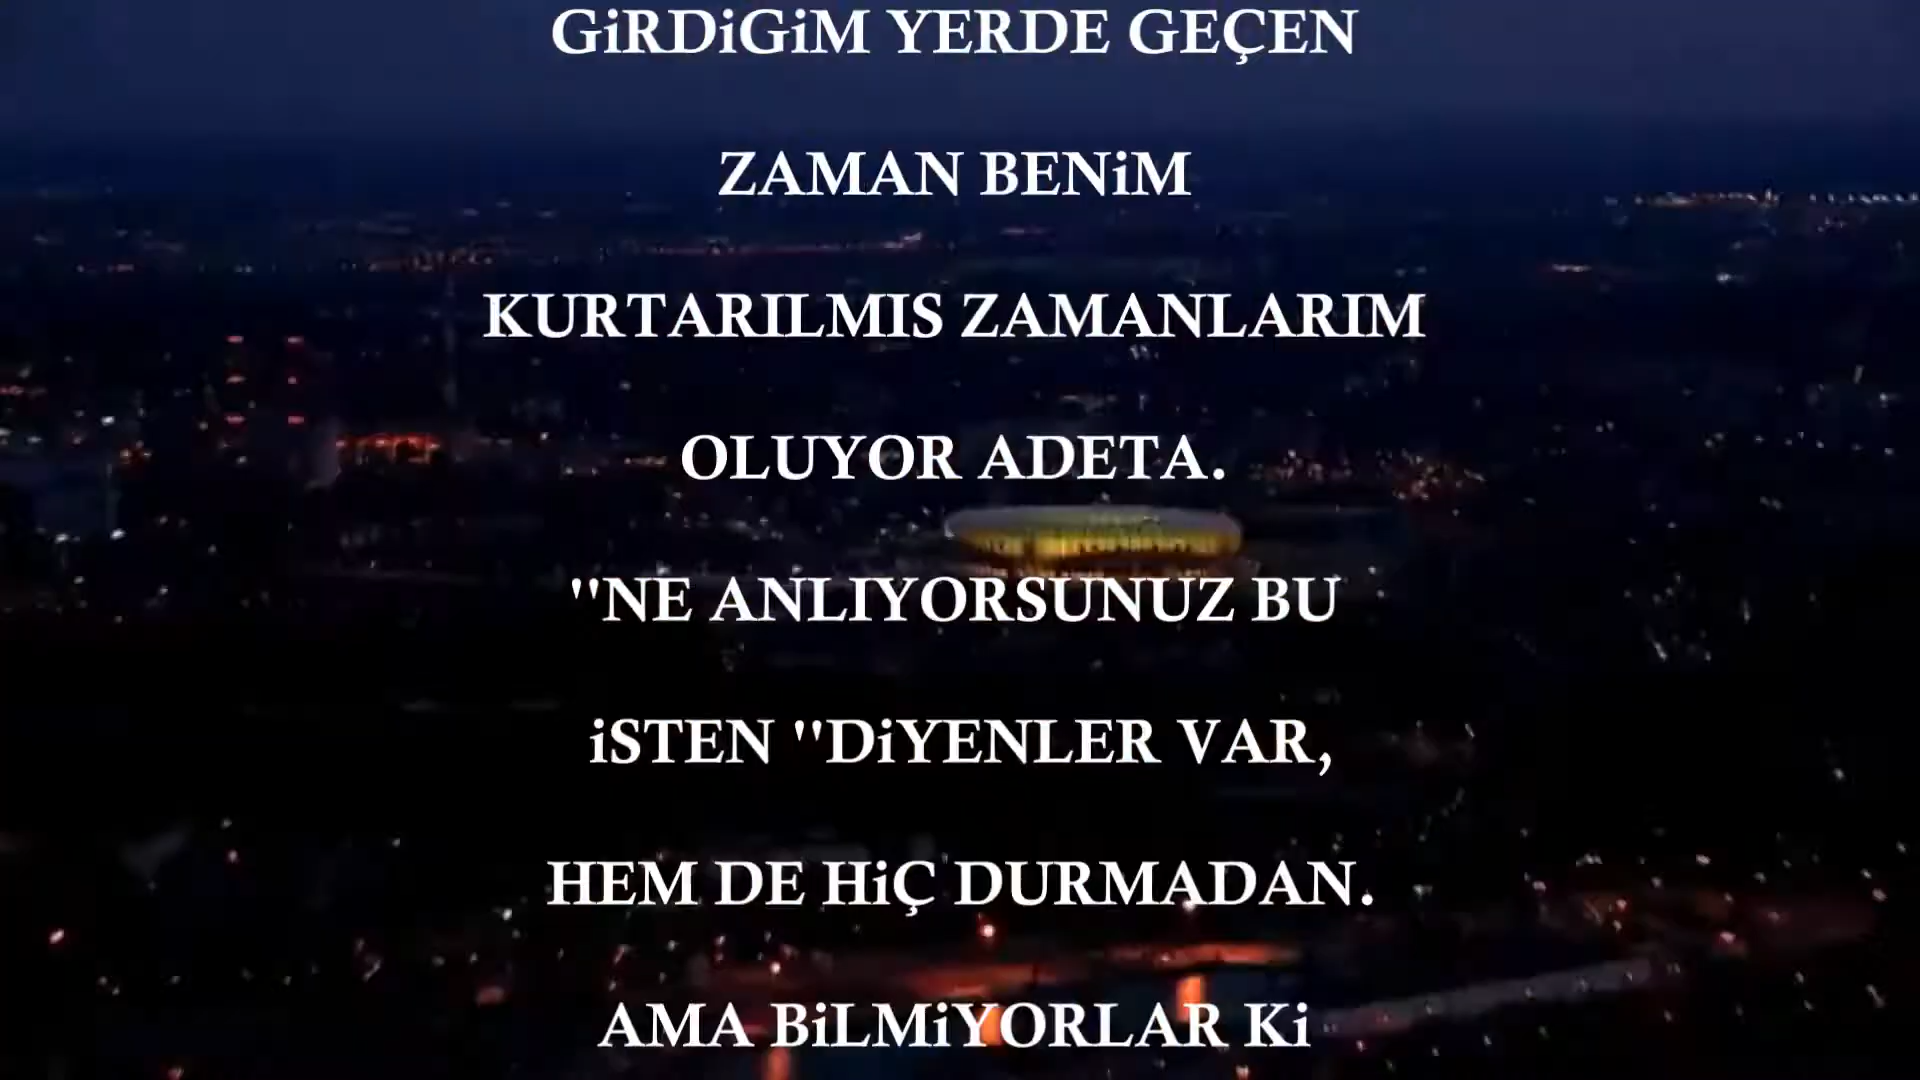 GiRDiGiM YERDE GEÇEN
ZAMAN BENiM
KURTARILMIS ZAMANLARIM
OLUYOR ADETA.
"NE ANLIYORSUNUZ BU
iSTEN "DiYENLER VAR,
HEM DE HiÇ DURMADAN.
AMA BiLMiYORLAR Ki